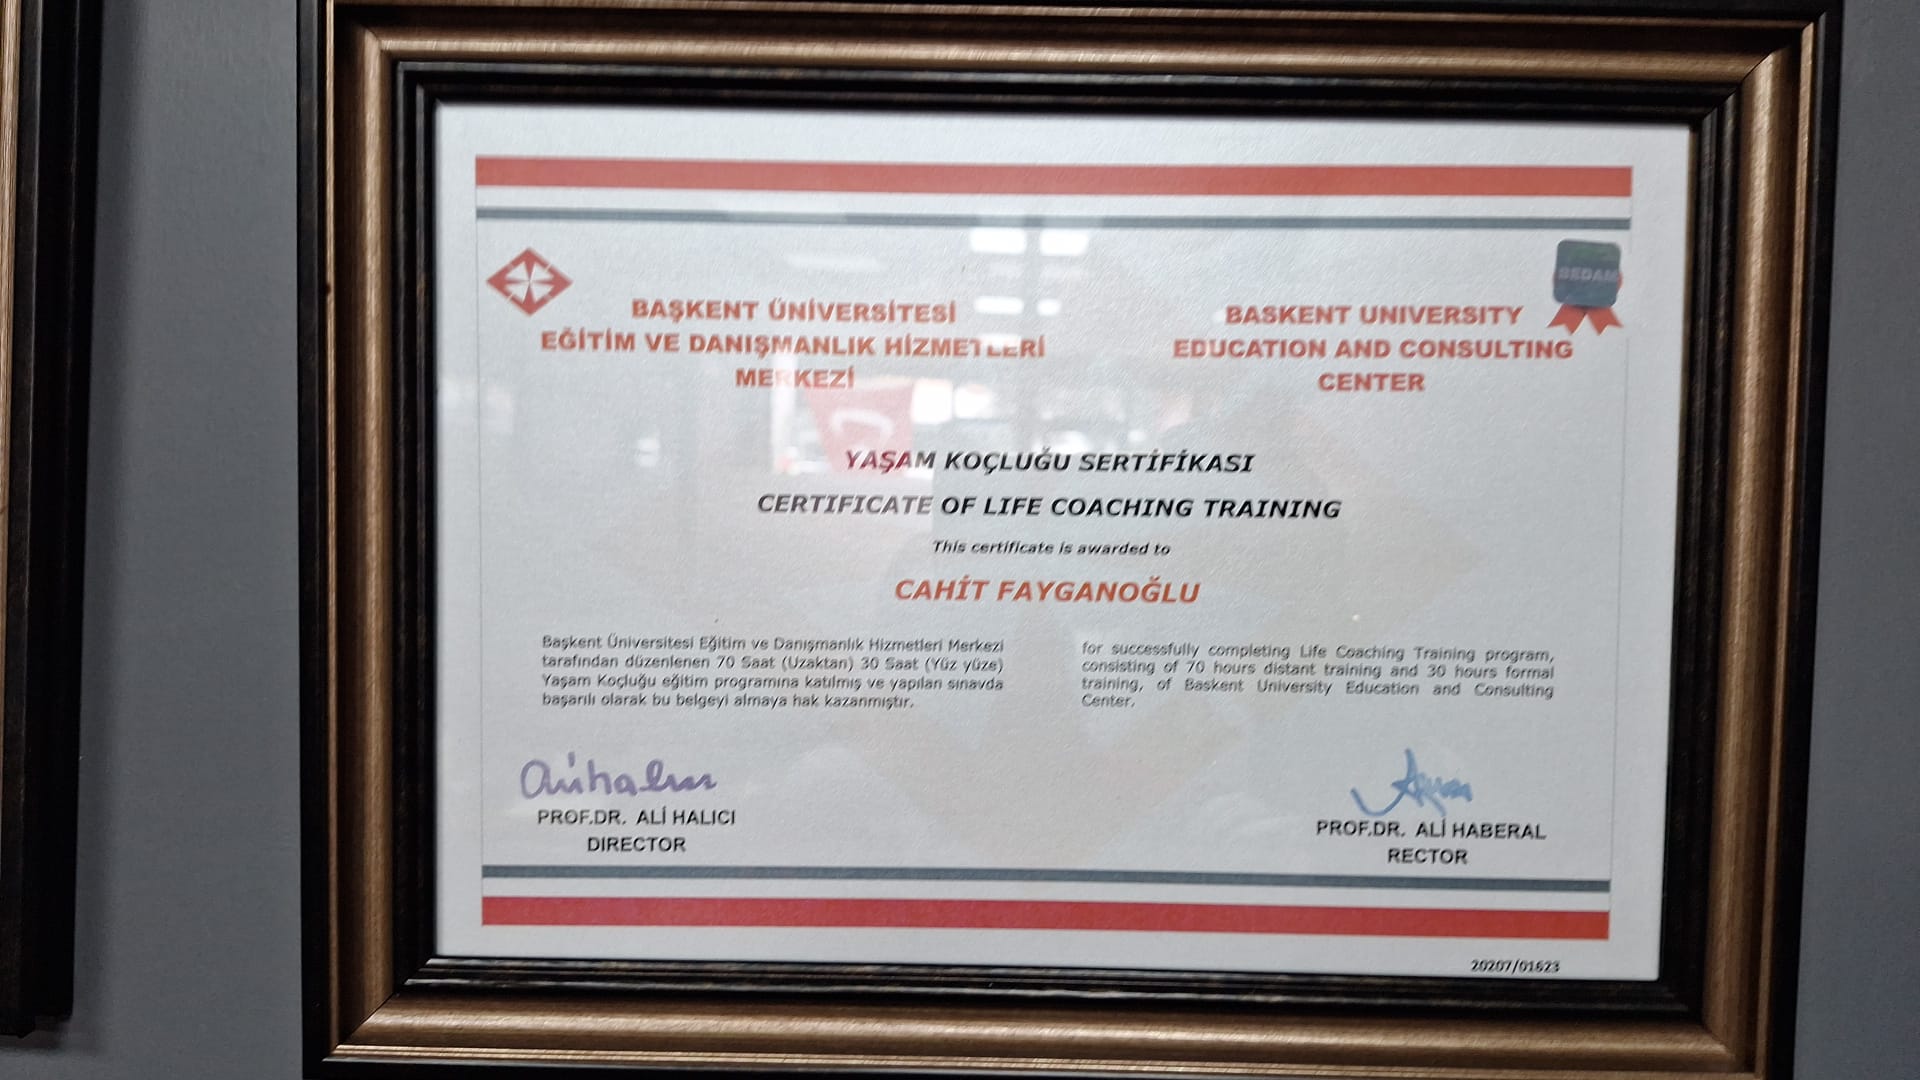 BAŞKENT ÜNİVERSİTESİ
EĞİTİM VE DANIŞMANLIK HİZMETLERİ
MERKEZİ
BASKENT UNIVERSITY
EDUCATION AND CONSULTING
CENTER
BEDAM
YAŞAM KOÇLUĞU SERTİFİKASI
CERTIFICATE OF LIFE COACHING TRAINING
This certificate is awarded to
CAHİT FAYGANOĞLU
Başkent Üniversitesi Eğitim ve Danışmanlık Hizmetleri Merkezi
tarafından düzenlenen 70 Saat (Uzaktan) 30 Saat (Yüz yüze)
Yaşam Koçluğu eğitim programına katılmış ve yapılan sınavda
başarılı olarak bu belgeyi almaya hak kazanmıştır.
for successfully completing Life Coaching Training program,
consisting of 70 hours distant training and 30 hours formal
training, of Baskent University Education and Consulting
Center.
PROF.DR. ALİ HALICI
DIRECTOR
PROF.DR. ALİ HABERAL
RECTOR
20207/01623